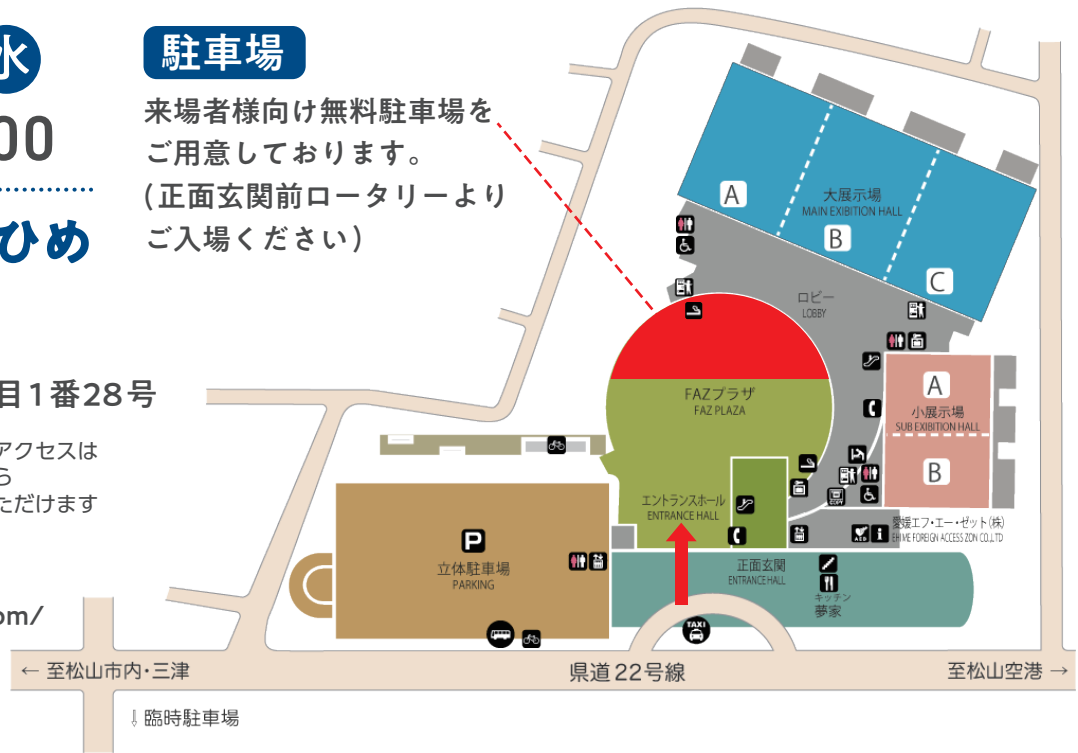 水
00
ひめ
目1番28号
アクセスは
ら
ただけます
om/
駐車場
来場者様向け無料駐車場を
ご用意しております。
(正面玄関前ロータリーより
ご入場ください)
A
大展示場
MAIN EXIBITION HALL
B
C
ロビー
LOBBY
FAZプラザ
FAZ PLAZA
A
小展示場
SUB EXIBITION HALL
B
エントランスホール
ENTRANCE HALL
愛媛エフ・エー・ゼット(株)
EHIME FOREIGN ACCESS ZON CO.,LTD
AED
i
P
立体駐車場
PARKING
正面玄関
ENTRANCE HALL
キッチン
夢家
TAXI
← 至松山市内・三津
県道22号線
至松山空港 →
⇩臨時駐車場